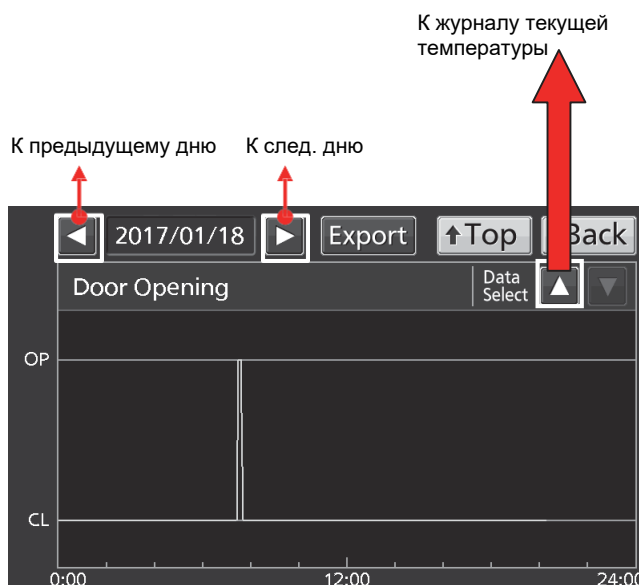 К журналу текущей
температуры
К предыдущему дню
К след. дню
2017/01/18
Export
Top
Back
Door Opening
Data
Select
OP
CL
0:00
12:00
24:00